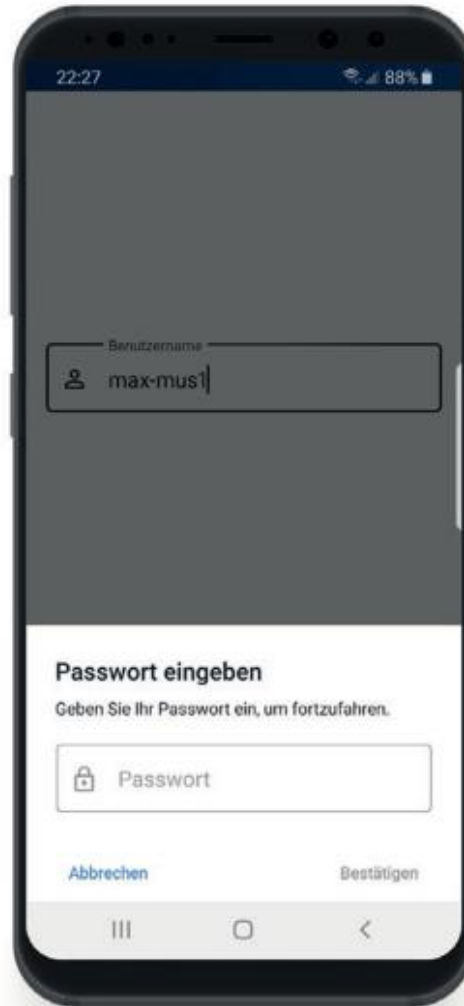 22:27
88%
Benutzername
max-mus1
Passwort eingeben
Geben Sie Ihr Passwort ein, um fortzufahren.
Passwort
Abbrechen
Bestätigen